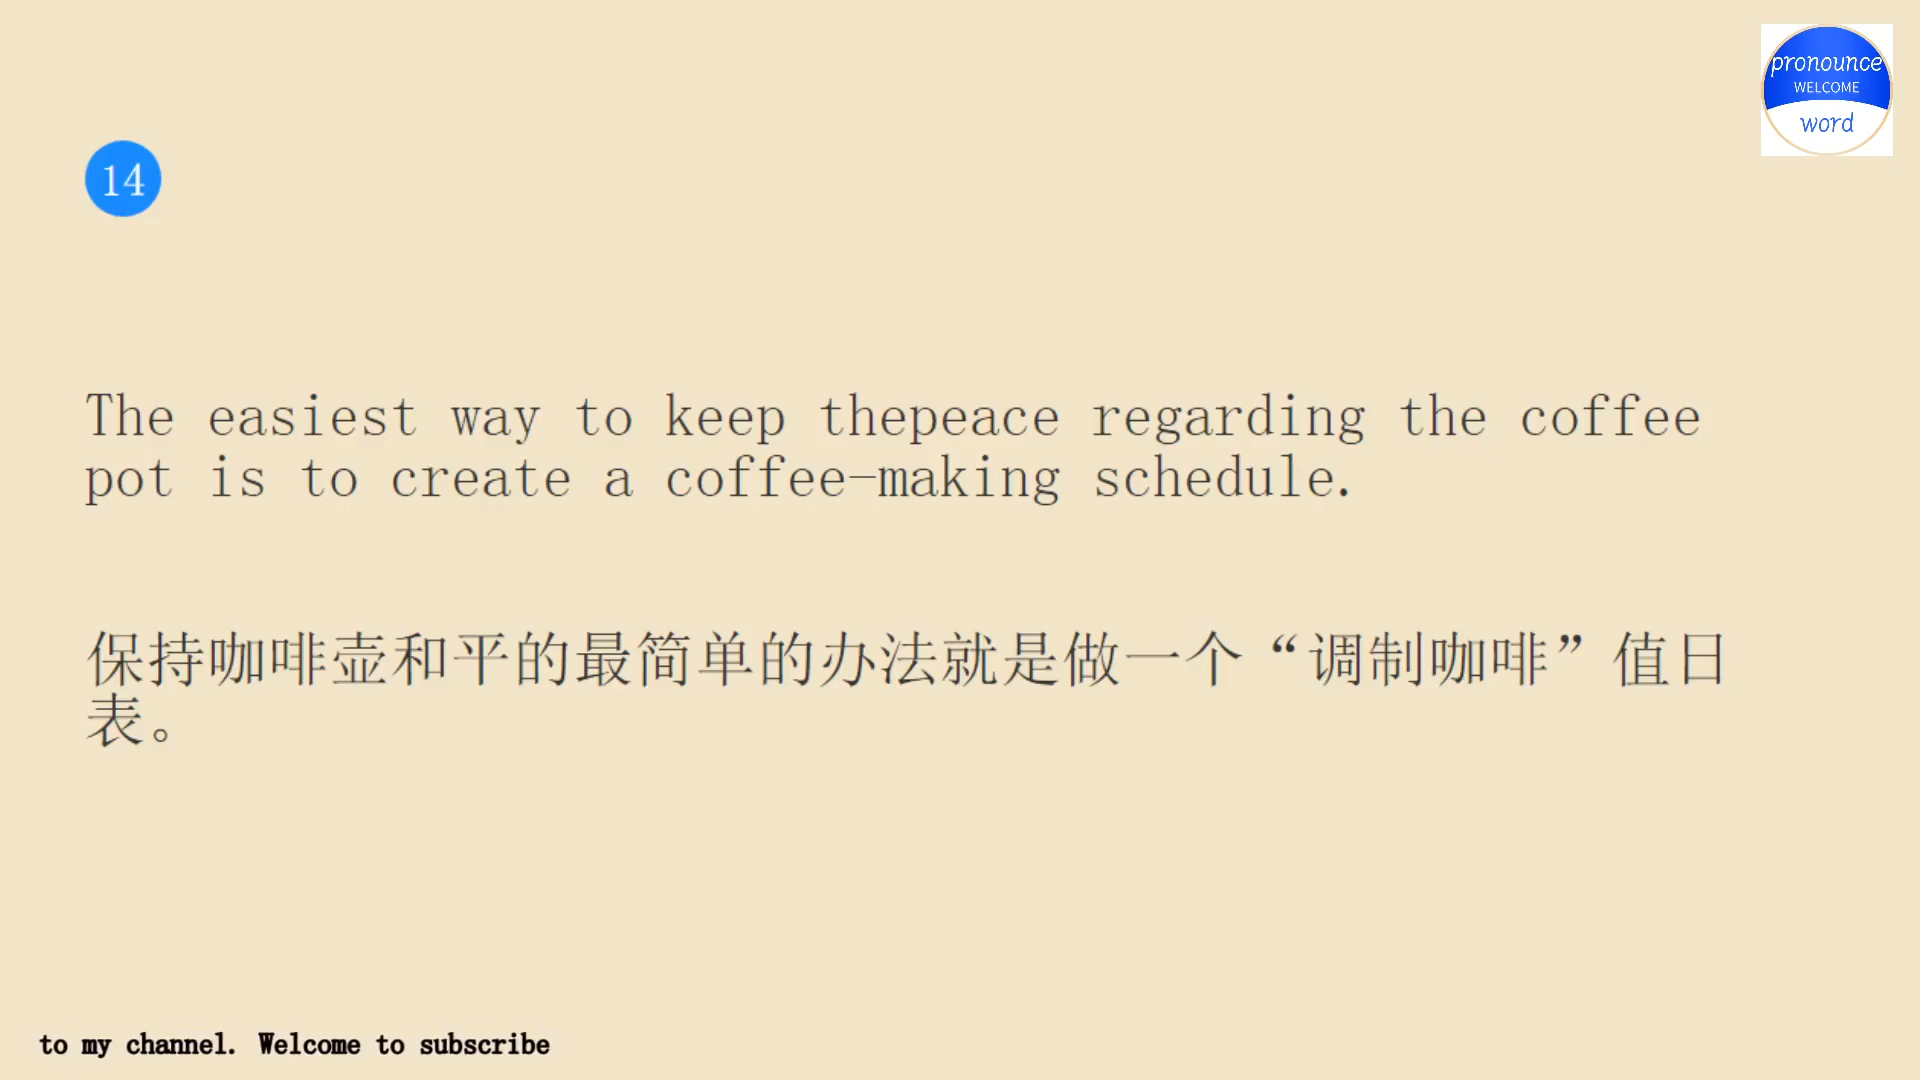 pronounce
WELCOME
word
14
The easiest way to keep thepeace regarding the coffee
pot is to create a coffee-making schedule.
保持咖啡壶和平的最简单的办法就是做一个“调制咖啡”值日
表。
to my channel. Welcome to subscribe